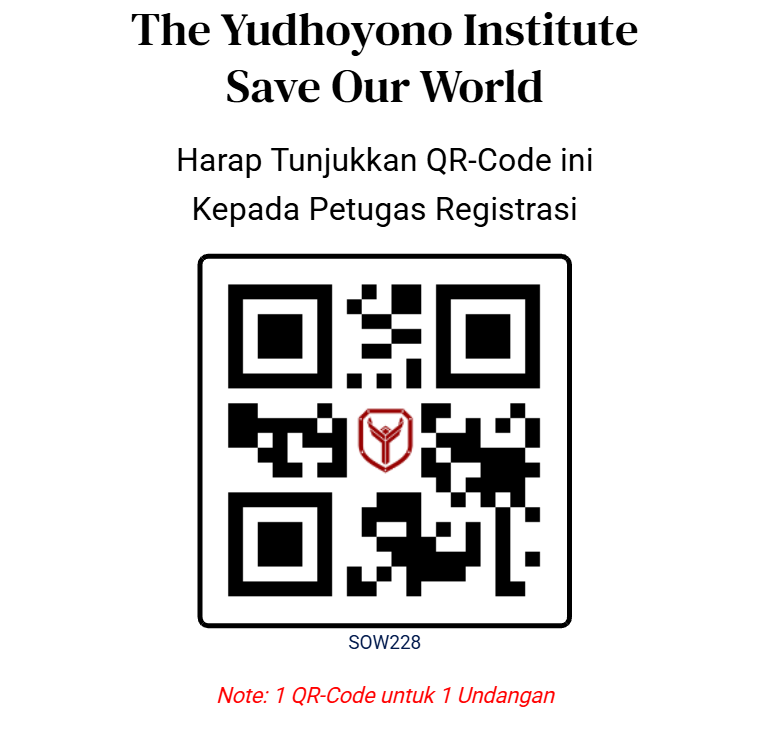 The Yudhoyono Institute
Save Our World
Harap Tunjukkan QR-Code ini
Kepada Petugas Registrasi
SOW228
Note: 1 QR-Code untuk 1 Undangan